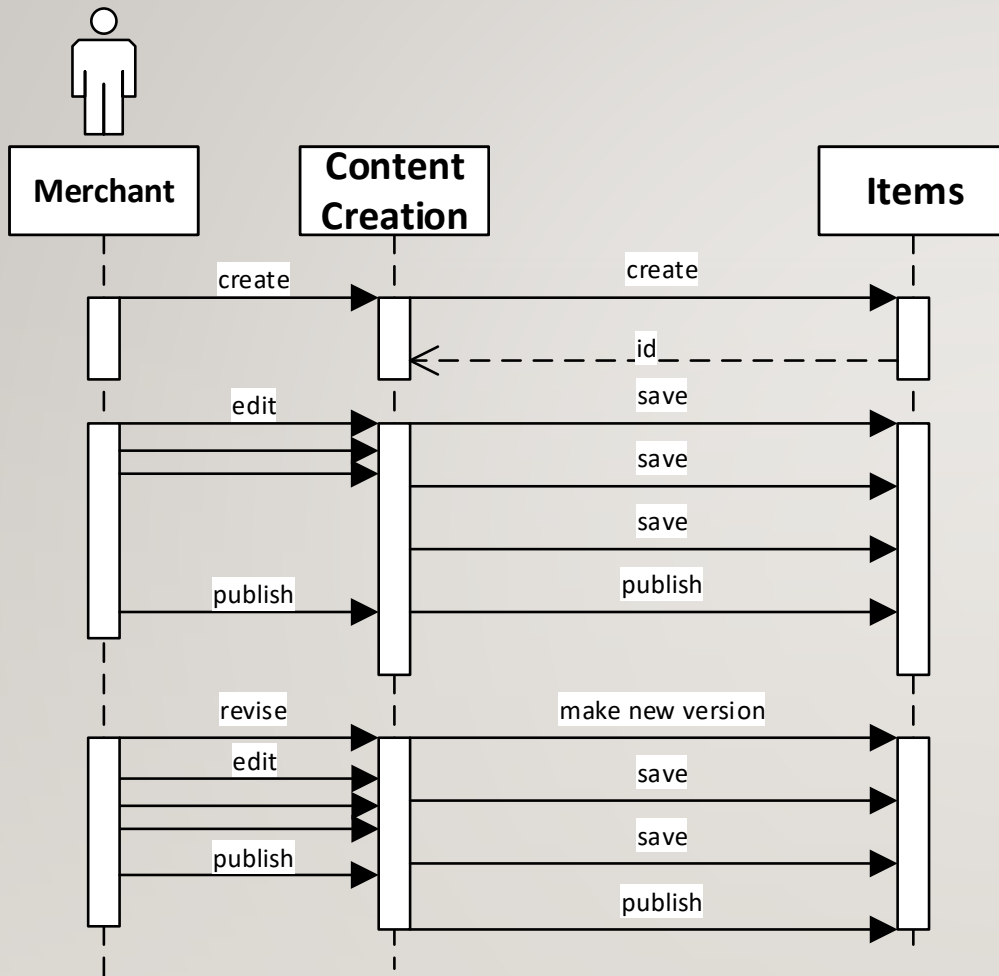 Merchant
Content
Creation
Items
create
create
id
edit
save
save
save
publish
publish
revise
make new version
edit
save
save
publish
publish